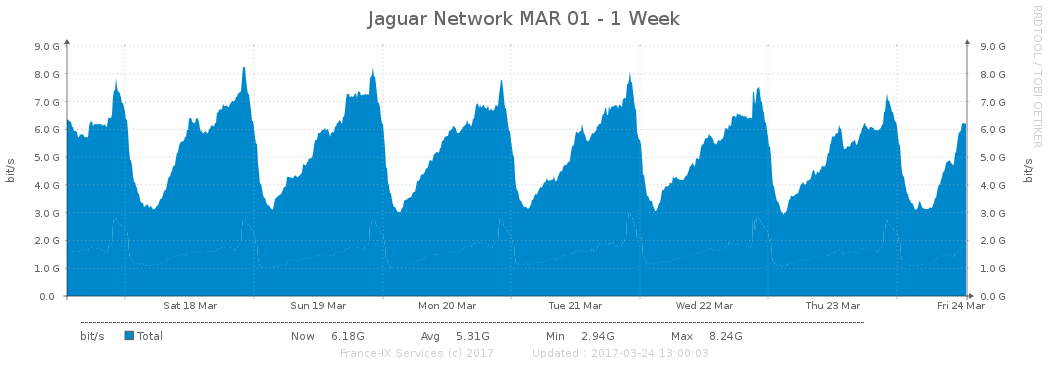 Jaguar Network MAR 01 - 1 Week
RRDTOOL / TOBI OETIKER
9.0 G 9.0 G
8.0 G 8.0 G
7.0 G 7.0 G
6.0 G 6.0 G
5.0 G 5.0 G
4.0 G 4.0 G
3.0 G 3.0 G
2.0 G 2.0 G
1.0 G 1.0 G
0.0 0.0 G
bit/s
bit/s
Sat 18 Mar Sun 19 Mar Mon 20 Mar Tue 21 Mar Wed 22 Mar Thu 23 Mar Fri 24 Mar
bit/s Total Now 6.18G Avg 5.31G Min 2.94G Max 8.24G
France-IX Services (c) 2017 Updated : 2017-03-24 13:00:03